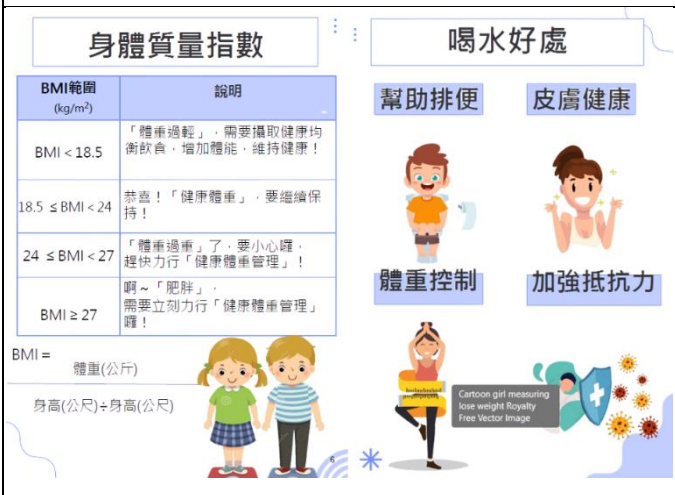 身體質量指數
BMI範圍
(kg/m²)
說明
BMI < 18.5
「體重過輕」，需要攝取健康均
衡飲食，增加體能，維持健康！
18.5 ≤ BMI < 24
恭喜！「健康體重」，要繼續保
持！
24 ≤ BMI < 27
「體重過重」了，要小心囉，
趕快力行「健康體重管理」！
BMI ≥ 27
啊～「肥胖」，
需要立刻力行「健康體重管理」
囉！
BMI =
體重(公斤)
身高(公尺)÷身高(公尺)
6
喝水好處
幫助排便
皮膚健康
體重控制
加強抵抗力
Cartoon girl measuring
lose weight Royalty
Free Vector Image